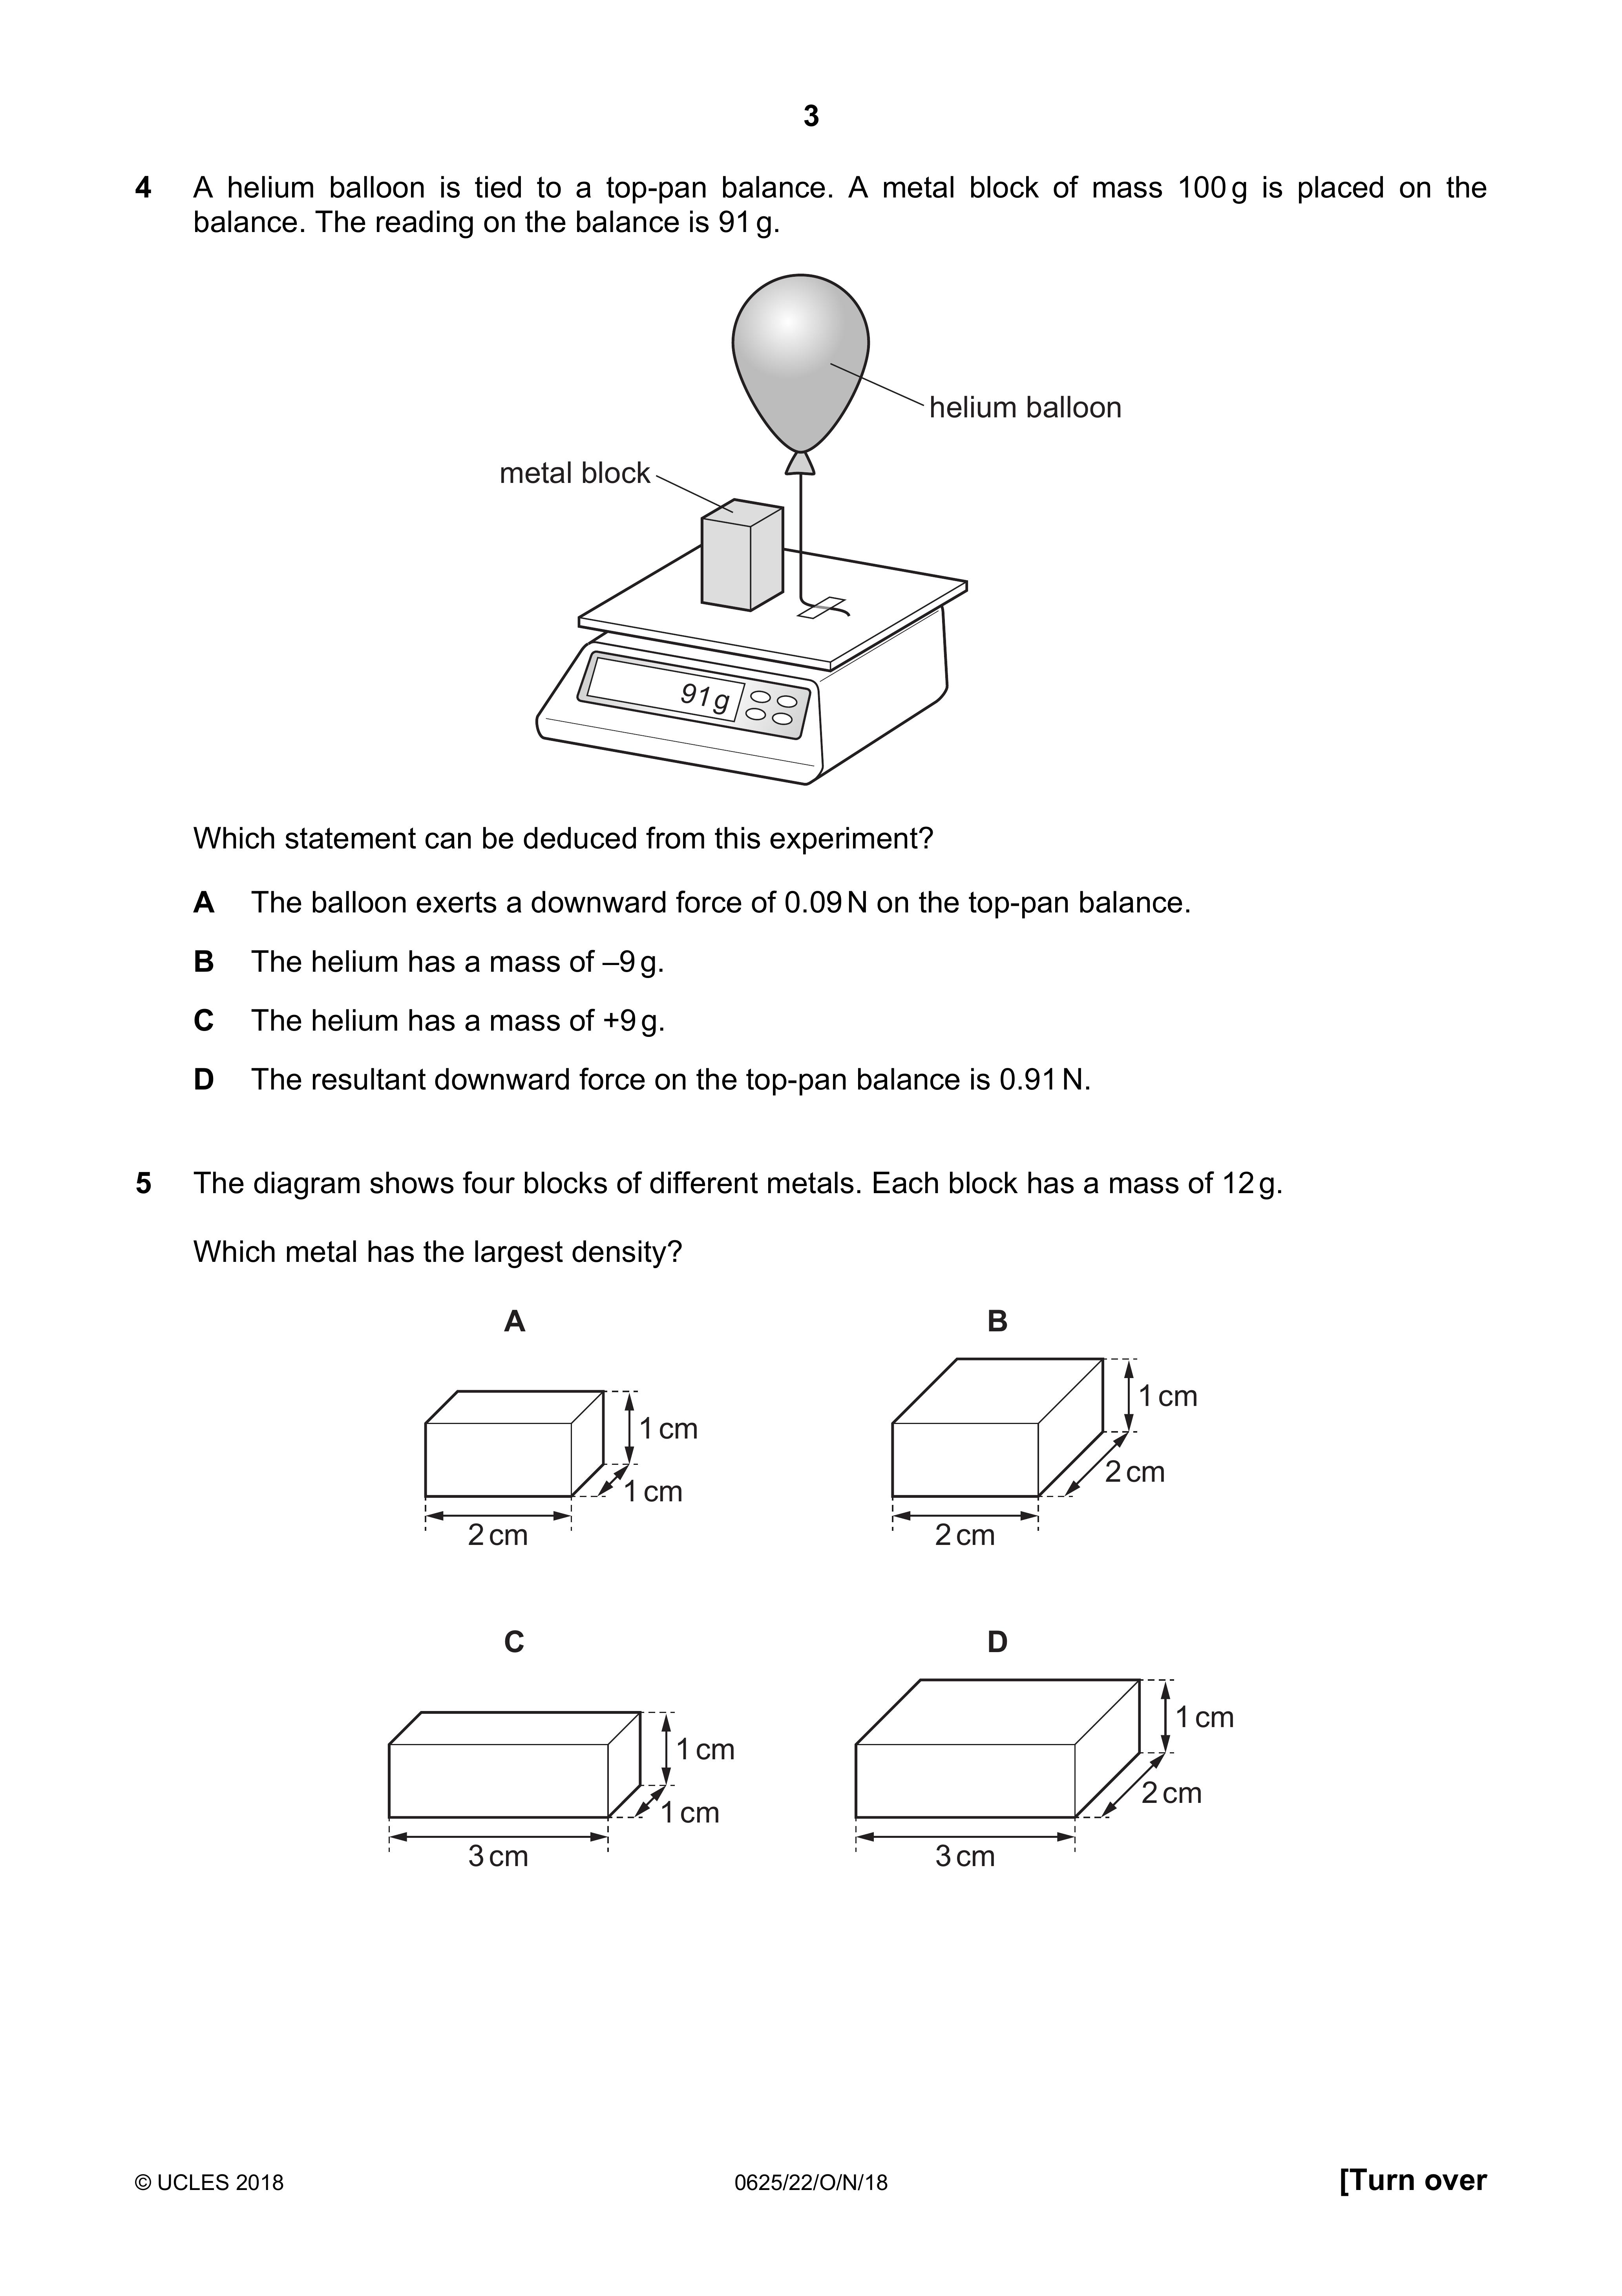 3
4 A helium balloon is tied to a top-pan balance. A metal block of mass 100 g is placed on the
balance. The reading on the balance is 91 g.
helium balloon
metal block
91 g
Which statement can be deduced from this experiment?
A The balloon exerts a downward force of 0.09 N on the top-pan balance.
B The helium has a mass of –9 g.
C The helium has a mass of +9 g.
D The resultant downward force on the top-pan balance is 0.91 N.
5 The diagram shows four blocks of different metals. Each block has a mass of 12 g.
Which metal has the largest density?
A
1 cm
1 cm
2 cm
B
1 cm
2 cm
2 cm
C
1 cm
1 cm
3 cm
D
1 cm
2 cm
3 cm
© UCLES 2018 0625/22/O/N/18 [Turn over